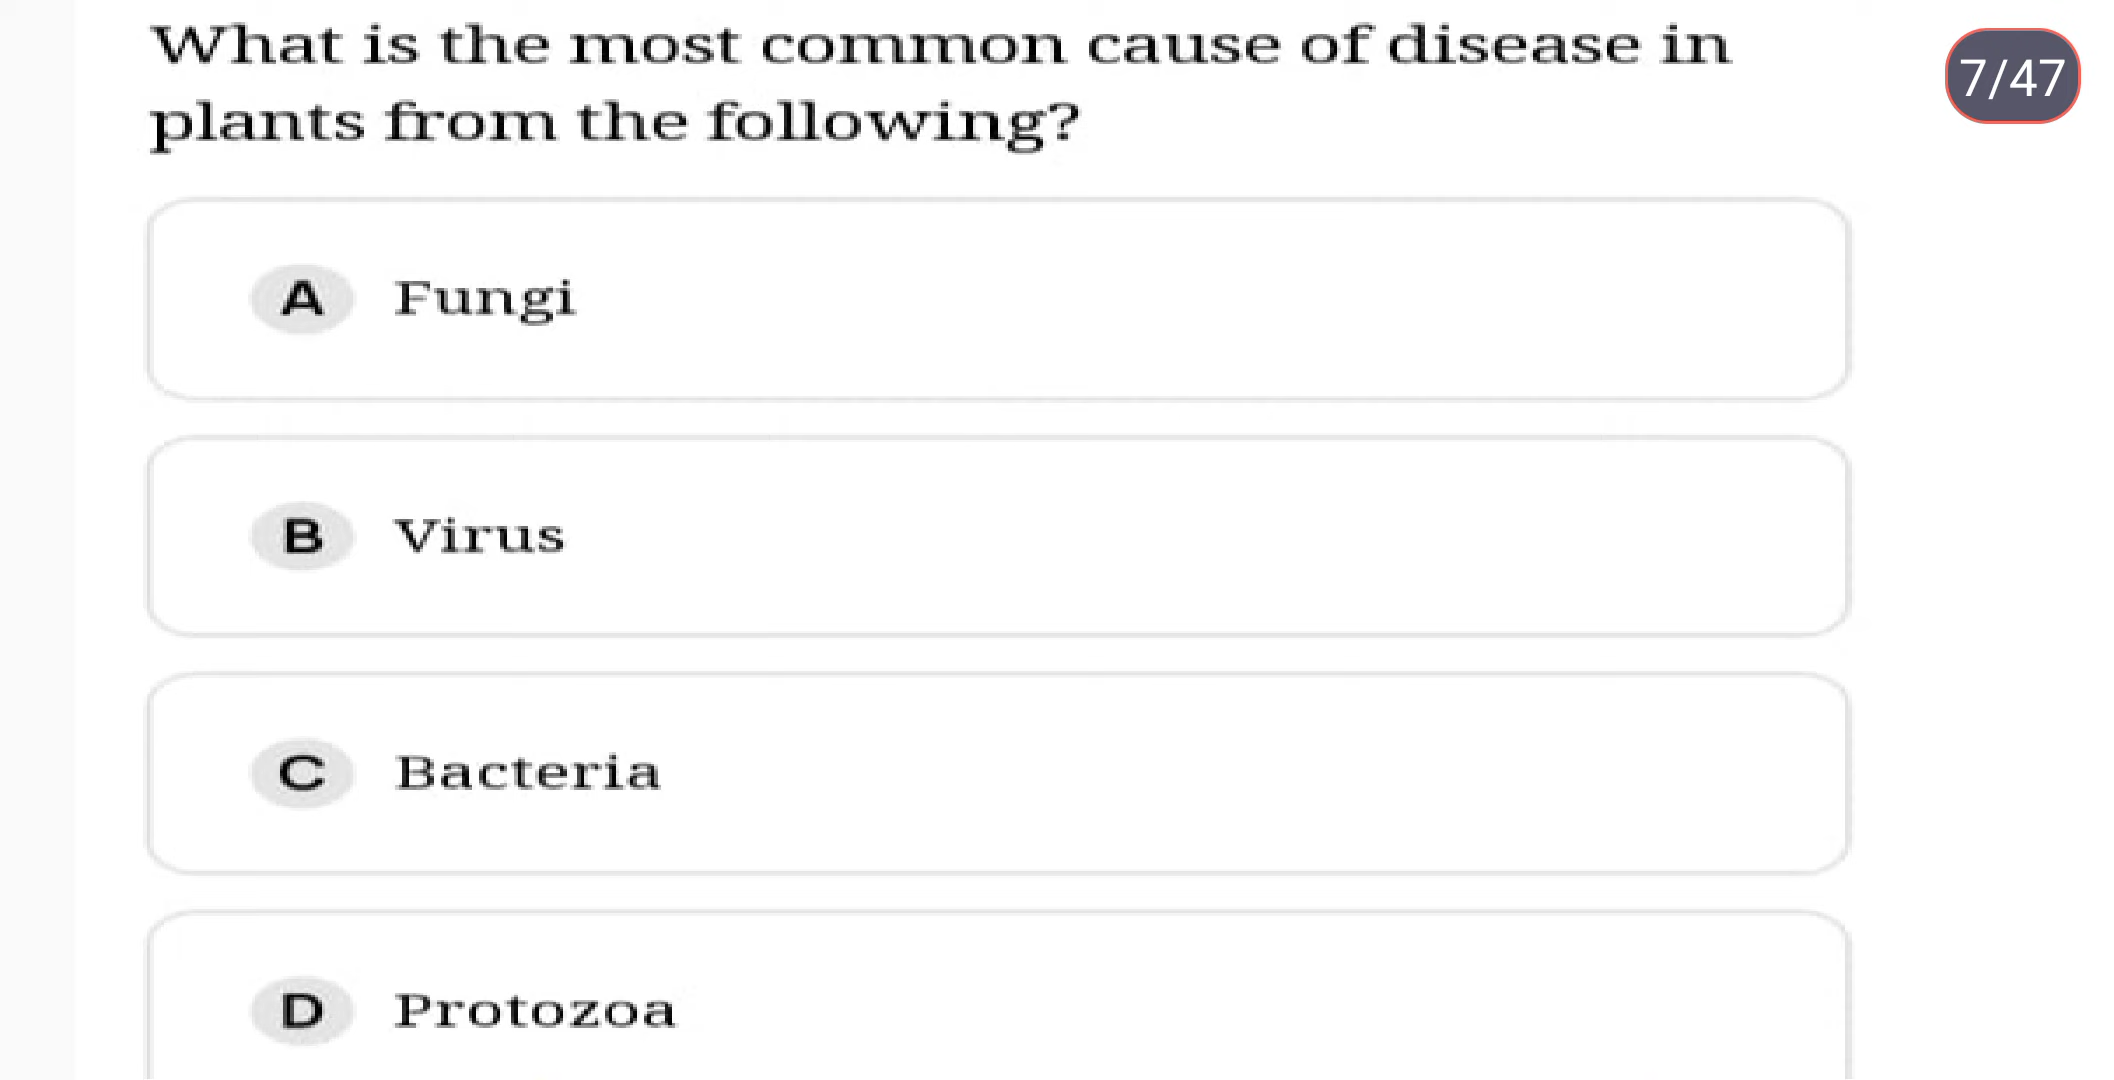 What is the most common cause of disease in
plants from the following?
7/47
A Fungi
B Virus
C Bacteria
D Protozoa